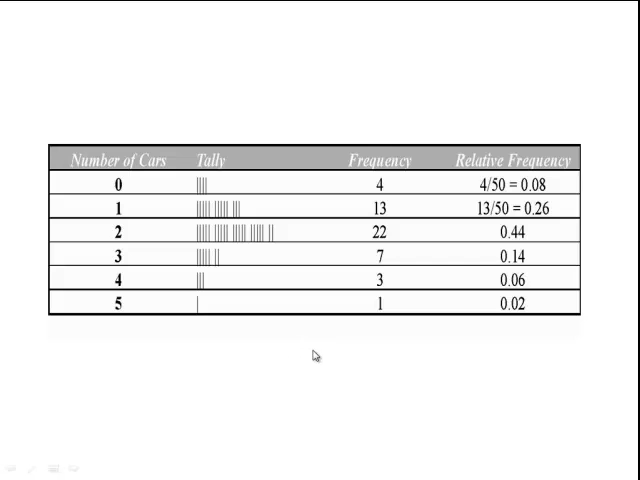 Number of Cars Tally Frequency Relative Frequency
0 |||| 4 4/50 = 0.08
1 ||||| ||||| ||| 13 13/50 = 0.26
2 ||||| ||||| ||||| ||||| || 22 0.44
3 ||||| || 7 0.14
4 ||| 3 0.06
5 | 1 0.02